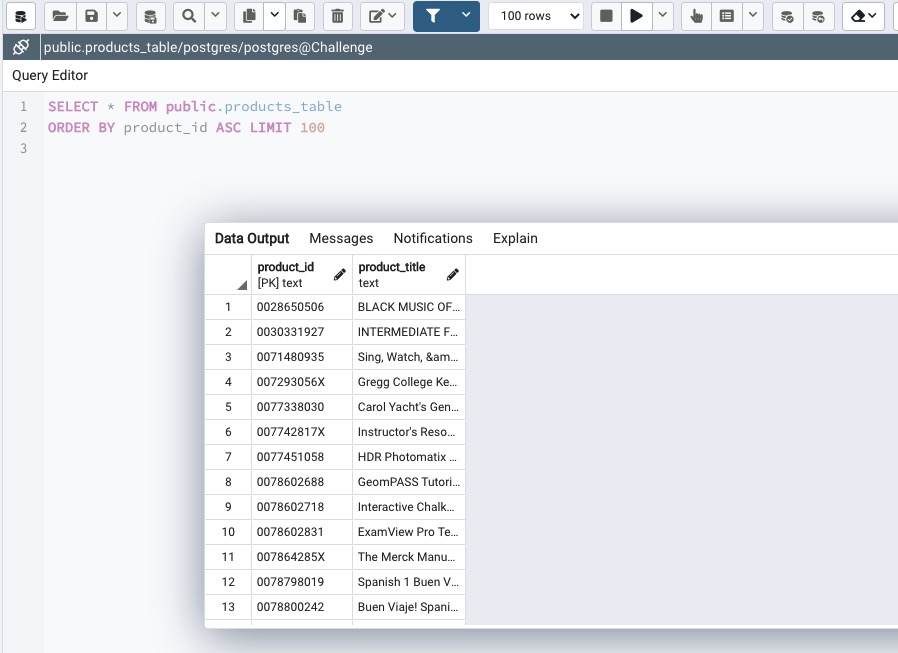 100 rows
public.products_table/postgres/postgres@Challenge
Query Editor
1 SELECT * FROM public.products_table
2 ORDER BY product_id ASC LIMIT 100
3
Data Output Messages Notifications Explain
product_id product_title
[PK] text text
1 0028650506 BLACK MUSIC OF...
2 0030331927 INTERMEDIATE F...
3 0071480935 Sing, Watch, &am...
4 007293056X Gregg College Ke...
5 0077338030 Carol Yacht's Gen...
6 007742817X Instructor's Reso...
7 0077451058 HDR Photomatix ...
8 0078602688 GeomPASS Tutori...
9 0078602718 Interactive Chalk...
10 0078602831 ExamView Pro Te...
11 007864285X The Merck Manu...
12 0078798019 Spanish 1 Buen V...
13 0078800242 Buen Viaje! Spani...